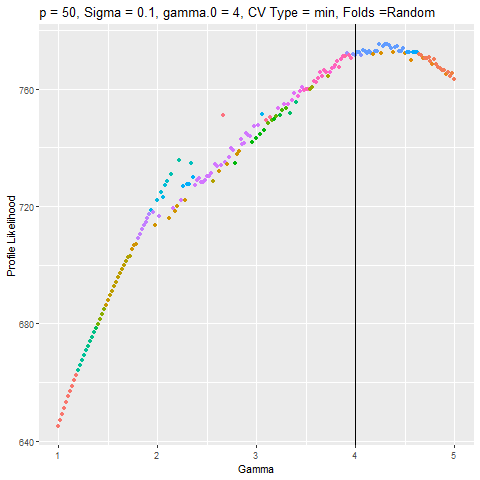 p = 50, Sigma = 0.1, gamma.0 = 4, CV Type = min, Folds =Random
Profile Likelihood
760
720
680
640
1 2 3 4 5
Gamma